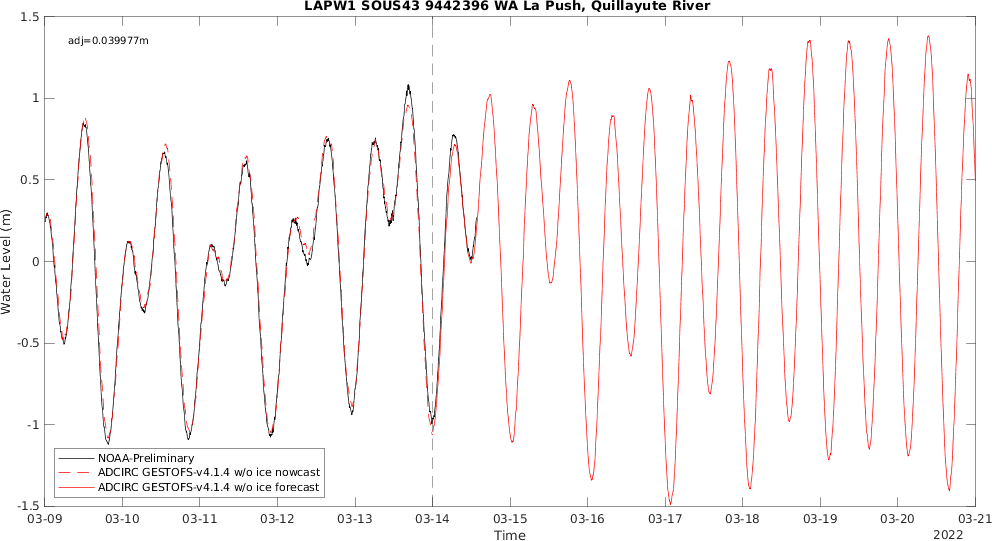 LAPW1 SOUS43 9442396 WA La Push, Quillayute River
adj=0.039977m
1.5
1
0.5
0
-0.5
-1
-1.5
Water Level (m)
NOAA-Preliminary
ADCIRC GESTOFS-v4.1.4 w/o ice nowcast
ADCIRC GESTOFS-v4.1.4 w/o ice forecast
03-09 03-10 03-11 03-12 03-13 03-14 03-15 03-16 03-17 03-18 03-19 03-20 03-21
Time
2022